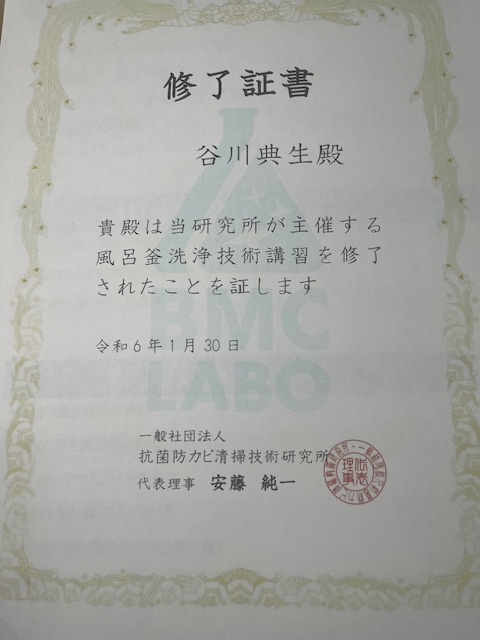 修了証書
谷川典生殿
貴殿は当研究所が主催する
風呂釜洗浄技術講習を修了
されたことを証します
令和6年1月30日
BMC
LABO
一般社団法人
抗菌防カビ清掃技術研究所
代表理事 安藤 純一
代表
理事